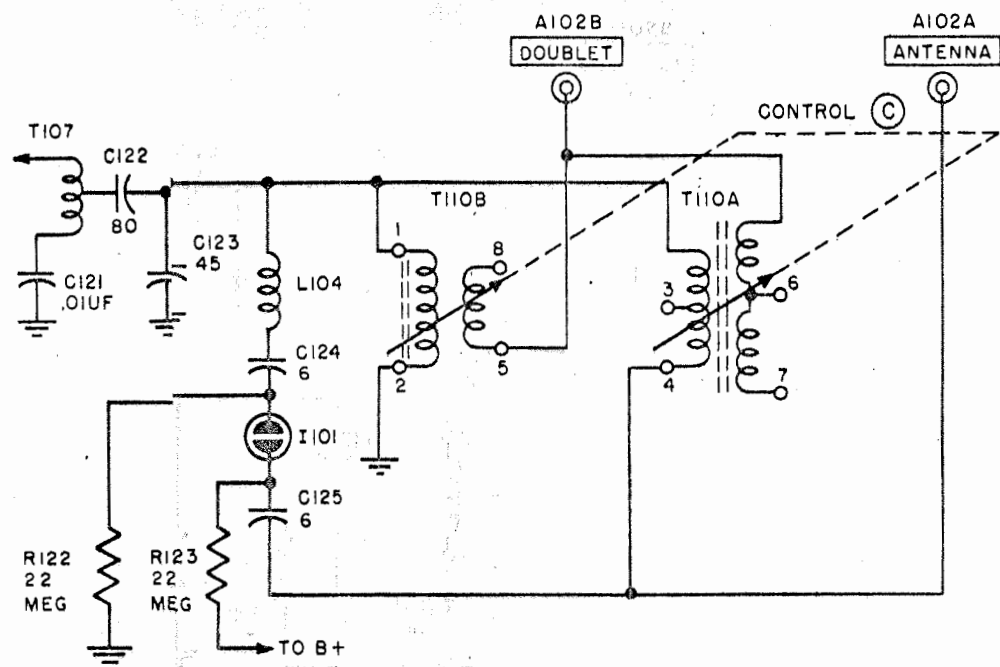 A102B
DOUBLET
A102A
ANTENNA
CONTROL C
T107
C122
80
T110B
T110A
C123
45
C121
.01UF
L104
1
8
3
6
C124
6
2
5
4
7
I101
C125
6
R122
22
MEG
R123
22
MEG
TO B+